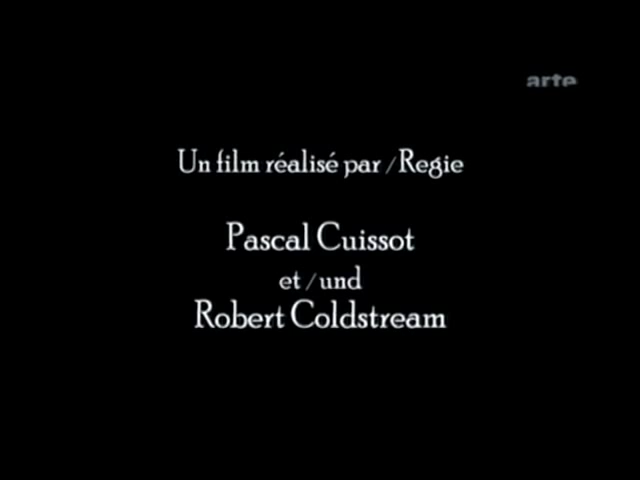 arte
Un film réalisé par / Regie
Pascal Cuissot
et / und
Robert Coldstream